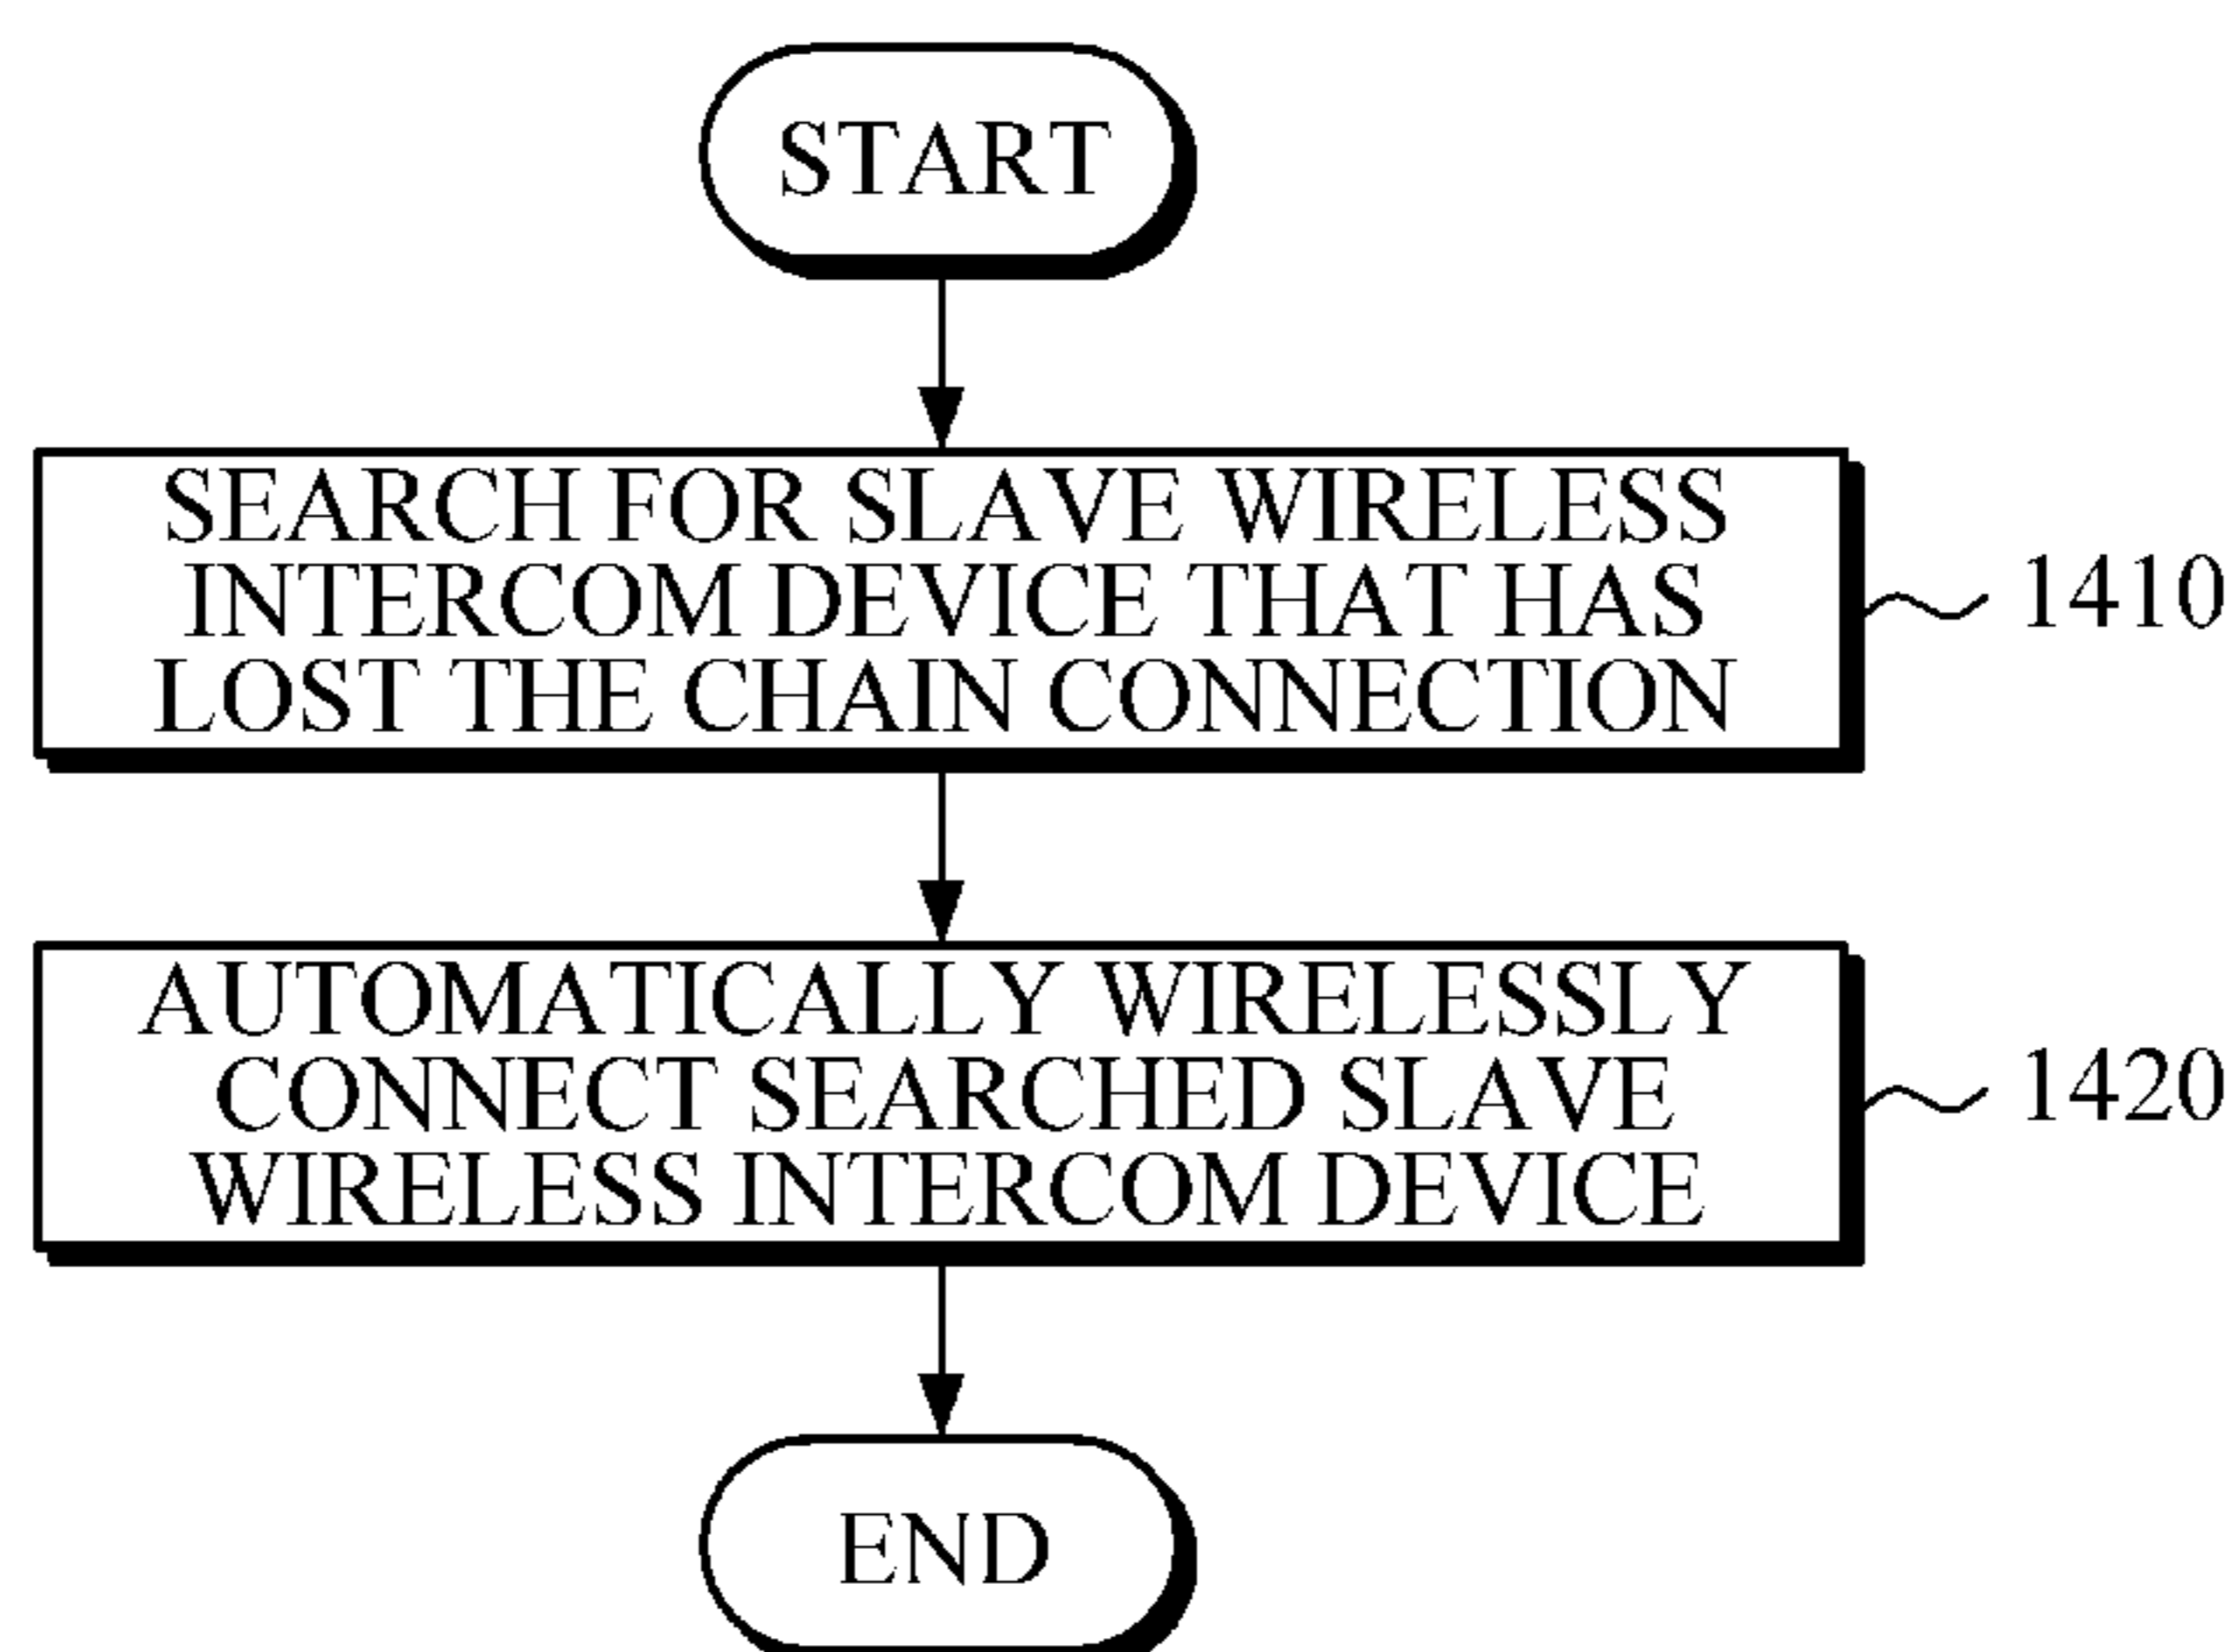 START
SEARCH FOR SLAVE WIRELESS
INTERCOM DEVICE THAT HAS
LOST THE CHAIN CONNECTION
1410
AUTOMATICALLY WIRELESSLY
CONNECT SEARCHED SLAVE
WIRELESS INTERCOM DEVICE
1420
END